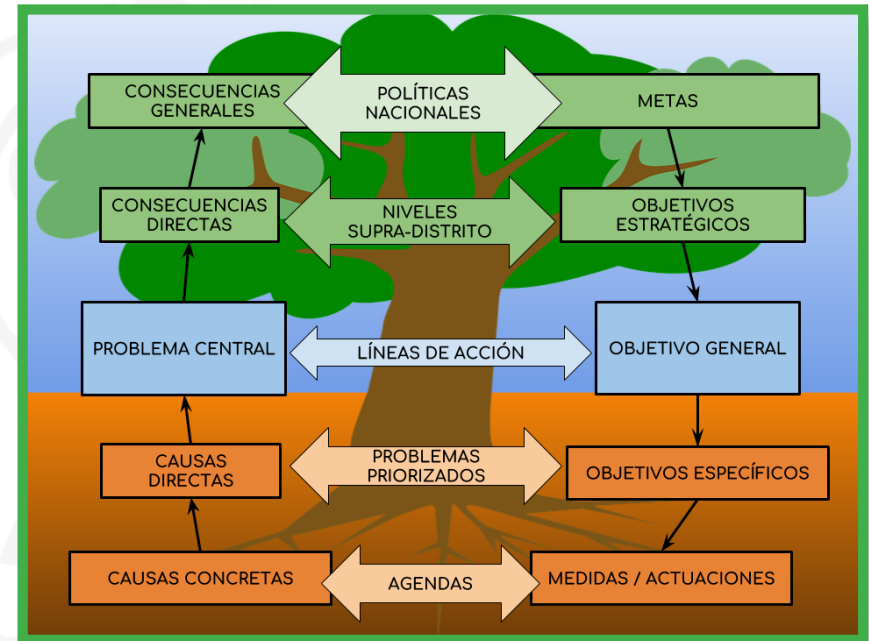 CONSECUENCIAS
GENERALES
POLÍTICAS
NACIONALES
METAS
CONSECUENCIAS
DIRECTAS
NIVELES
SUPRA-DISTRITO
OBJETIVOS
ESTRATÉGICOS
PROBLEMA CENTRAL
LÍNEAS DE ACCIÓN
OBJETIVO GENERAL
CAUSAS
DIRECTAS
PROBLEMAS
PRIORIZADOS
OBJETIVOS ESPECÍFICOS
CAUSAS CONCRETAS
AGENDAS
MEDIDAS / ACTUACIONES